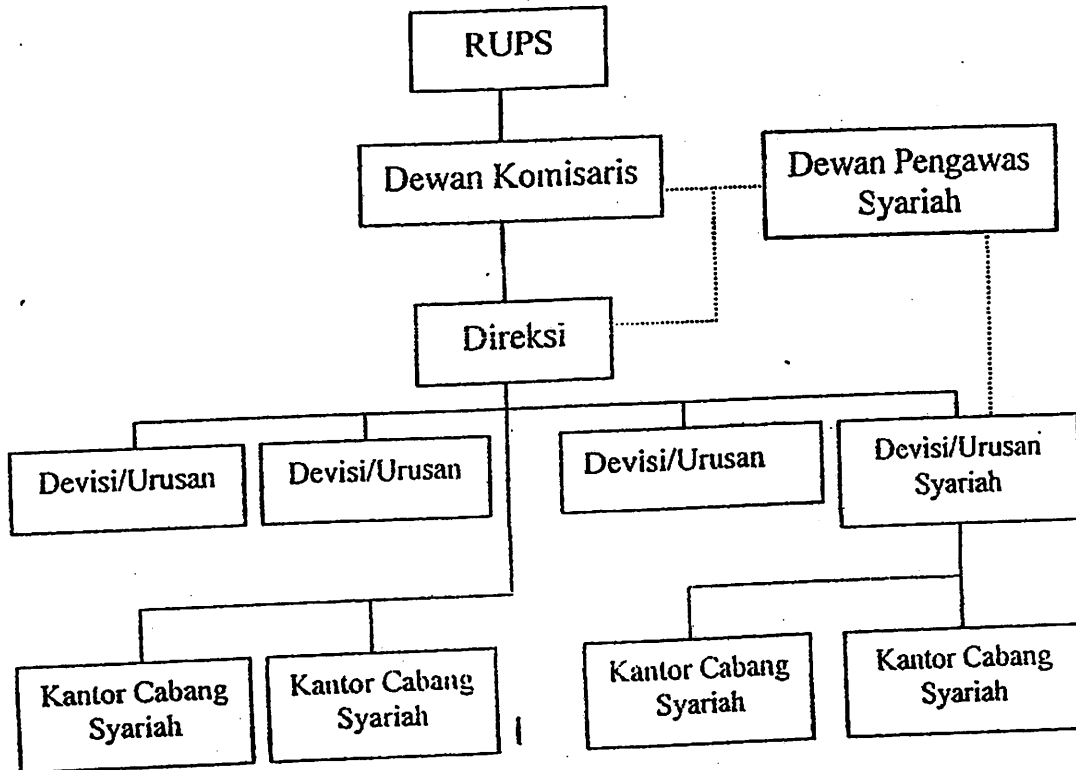 RUPS
Dewan Komisaris
Dewan Pengawas
Syariah
Direksi
Devisi/Urusan
Devisi/Urusan
Devisi/Urusan
Devisi/Urusan
Syariah
Kantor Cabang
Syariah
Kantor Cabang
Syariah
Kantor Cabang
Syariah
Kantor Cabang
Syariah